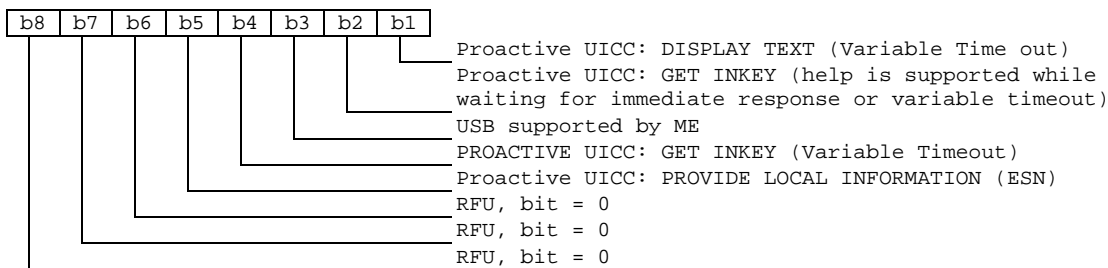 b8 b7 b6 b5 b4 b3 b2 b1
Proactive UICC: DISPLAY TEXT (Variable Time out)
Proactive UICC: GET INKEY (help is supported while
waiting for immediate response or variable timeout)
USB supported by ME
PROACTIVE UICC: GET INKEY (Variable Timeout)
Proactive UICC: PROVIDE LOCAL INFORMATION (ESN)
RFU, bit = 0
RFU, bit = 0
RFU, bit = 0